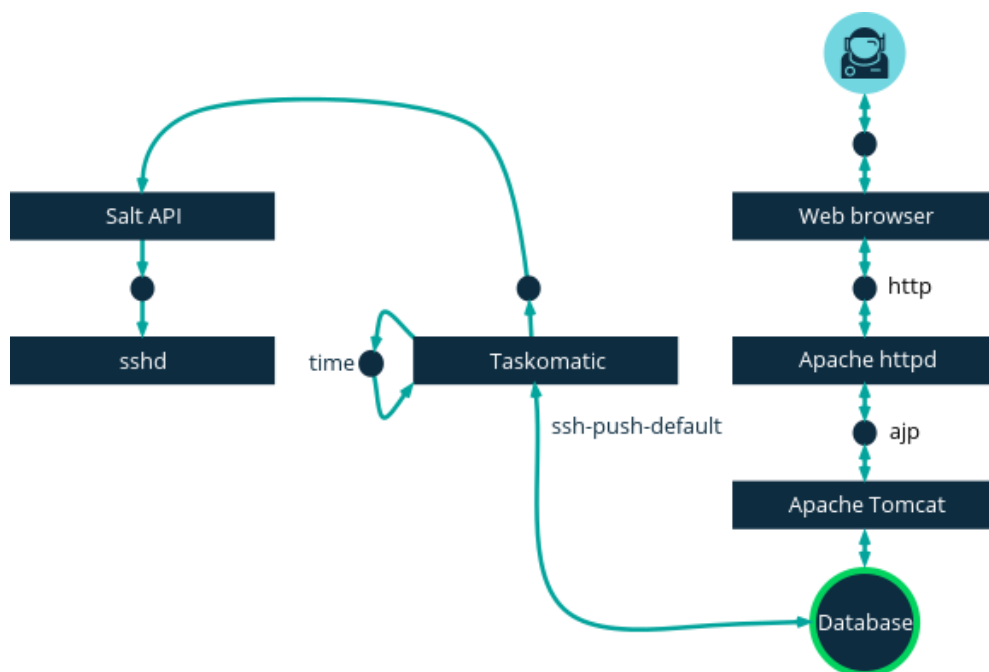 Salt API
Web browser
http
sshd
time
Taskomatic
Apache httpd
ssh-push-default
ajp
Apache Tomcat
Database